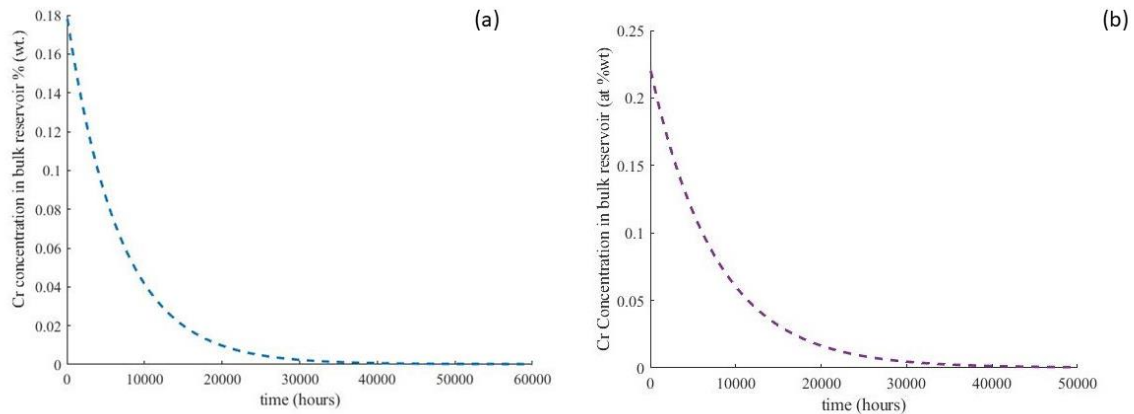 (a)
Cr concentration in bulk reservoir % (wt.)
0.18
0.16
0.14
0.12
0.1
0.08
0.06
0.04
0.02
0
0 10000 20000 30000 40000 50000 60000
time (hours)
(b)
Cr Concentration in bulk reservoir (at %wt)
0.25
0.2
0.15
0.1
0.05
0
0 10000 20000 30000 40000 50000
time (hours)